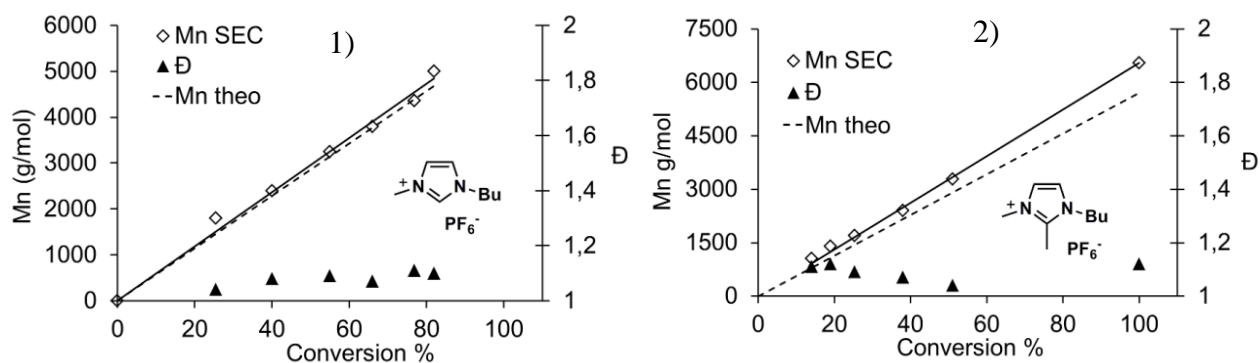 1)
Mn SEC
Đ
Mn theo
Mn (g/mol)
6000
5000
4000
3000
2000
1000
0
2
1,8
1,6
1,4
1,2
1
Đ
+
N
N
Bu
PF6-
0 20 40 60 80 100
Conversion %
2)
Mn SEC
Đ
Mn theo
Mn g/mol
7500
6000
4500
3000
1500
0
2
1,8
1,6
1,4
1,2
1
Đ
+
N
N
Bu
PF6-
0 20 40 60 80 100
Conversion %